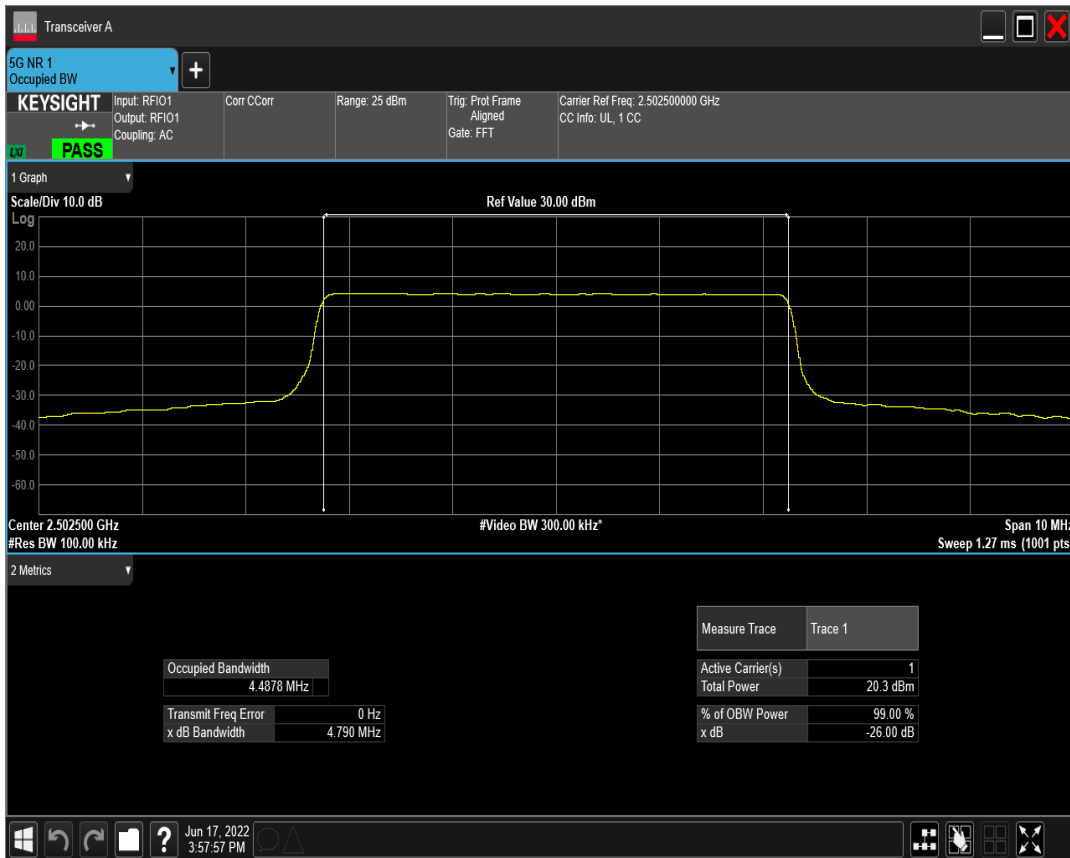 Transceiver A
5G NR 1
Occupied BW
+
KEYSIGHT
LXI
PASS
Input: RFIO1
Output: RFIO1
Coupling: AC
Corr CCorr
Range: 25 dBm
Trig: Prot Frame
Aligned
Gate: FFT
Carrier Ref Freq: 2.502500000 GHz
CC Info: UL, 1 CC
1 Graph
Scale/Div 10.0 dB
Ref Value 30.00 dBm
Log
20.0
10.0
0.00
-10.0
-20.0
-30.0
-40.0
-50.0
-60.0
Center 2.502500 GHz
#Video BW 300.00 kHz*
Span 10 MHz
#Res BW 100.00 kHz
Sweep 1.27 ms (1001 pts
2 Metrics
Measure Trace Trace 1
Occupied Bandwidth
4.4878 MHz
Transmit Freq Error 0 Hz
x dB Bandwidth 4.790 MHz
Active Carrier(s) 1
Total Power 20.3 dBm
% of OBW Power 99.00 %
x dB -26.00 dB
?
Jun 17, 2022
3:57:57 PM